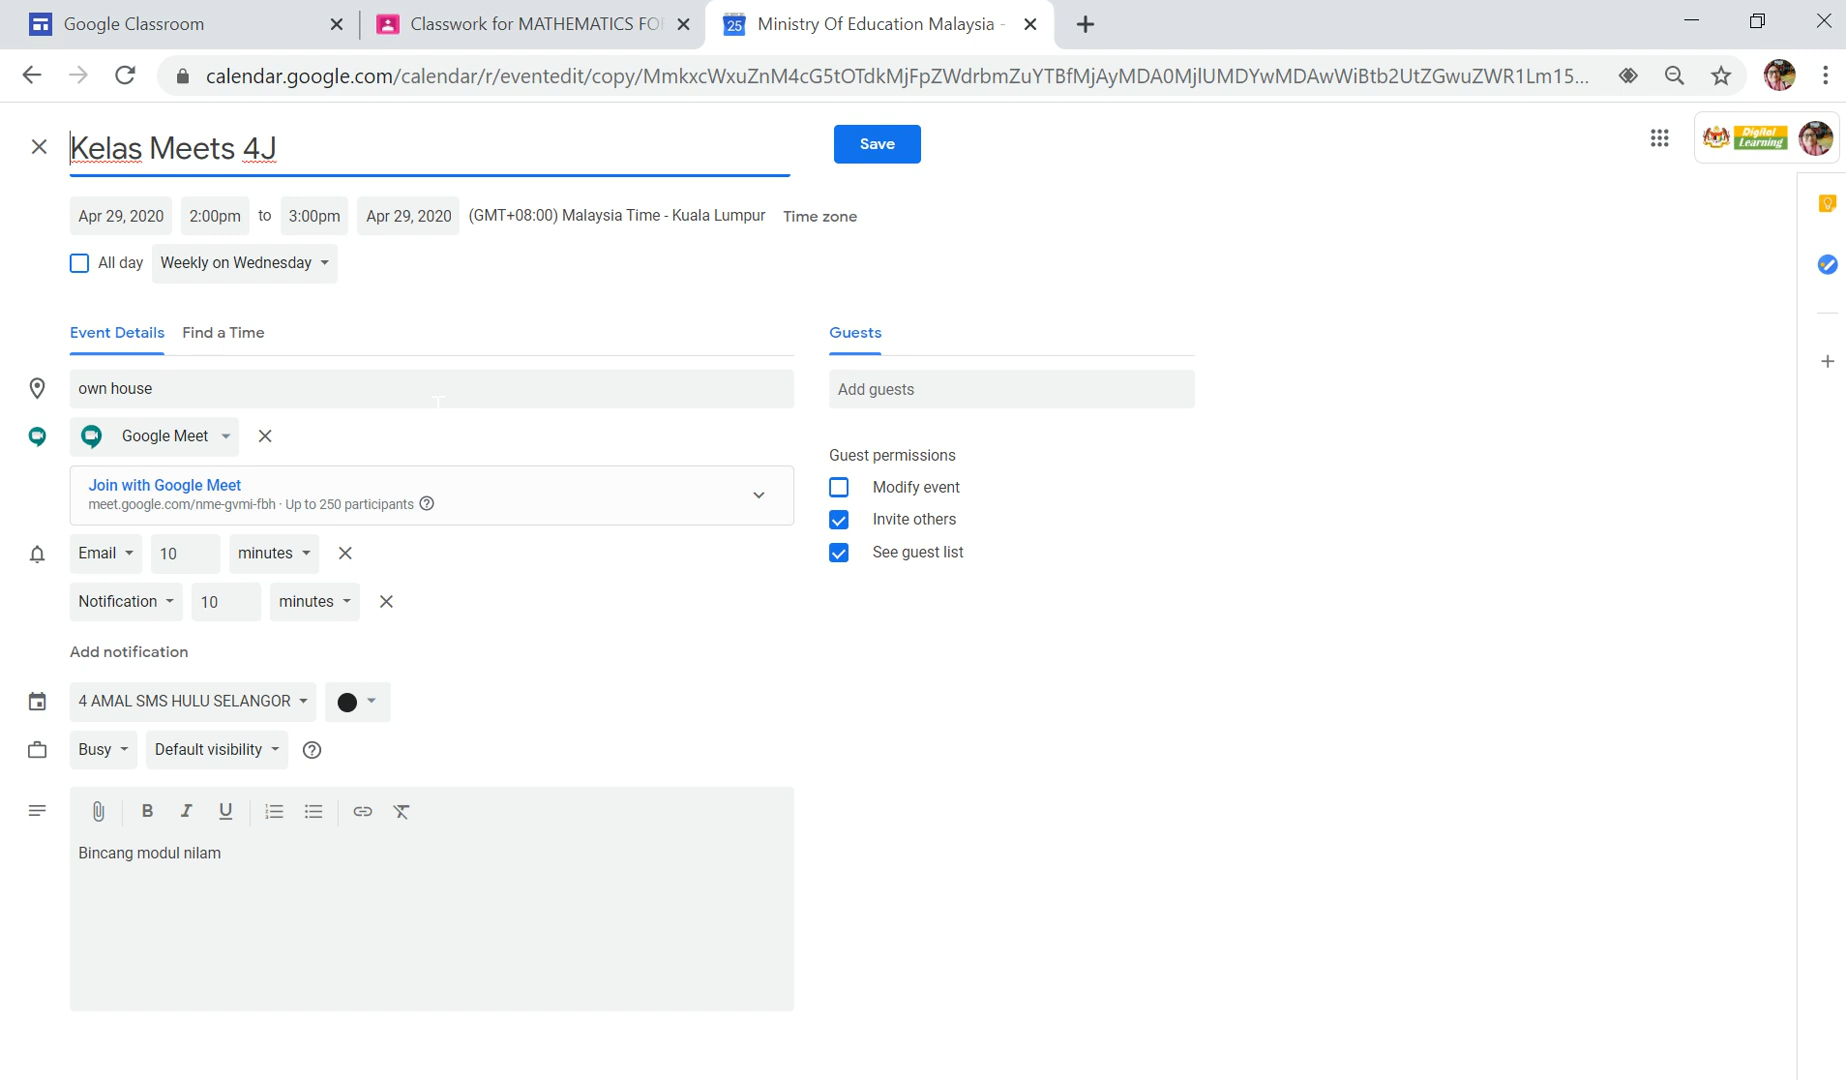 Google Classroom
Classwork for MATHEMATICS FO
Ministry Of Education Malaysia -
calendar.google.com/calendar/r/eventedit/copy/MmkxcWxuZnM4cG5tOTdkMjFpZWdrbmZuYTBfMjAyMDA0MjlUMDYwMDAwWiBtb2UtZGwuZWR1Lm15...
Kelas Meets 4J
Save
Digital Learning
Apr 29, 2020 2:00pm to 3:00pm Apr 29, 2020 (GMT+08:00) Malaysia Time - Kuala Lumpur Time zone
All day Weekly on Wednesday
Event Details Find a Time
Guests
own house
Add guests
Google Meet
Join with Google Meet
meet.google.com/nme-gvmi-fbh · Up to 250 participants
Guest permissions
Modify event
Invite others
See guest list
Email 10 minutes
Notification 10 minutes
Add notification
4 AMAL SMS HULU SELANGOR
Busy Default visibility
B I U
Bincang modul nilam